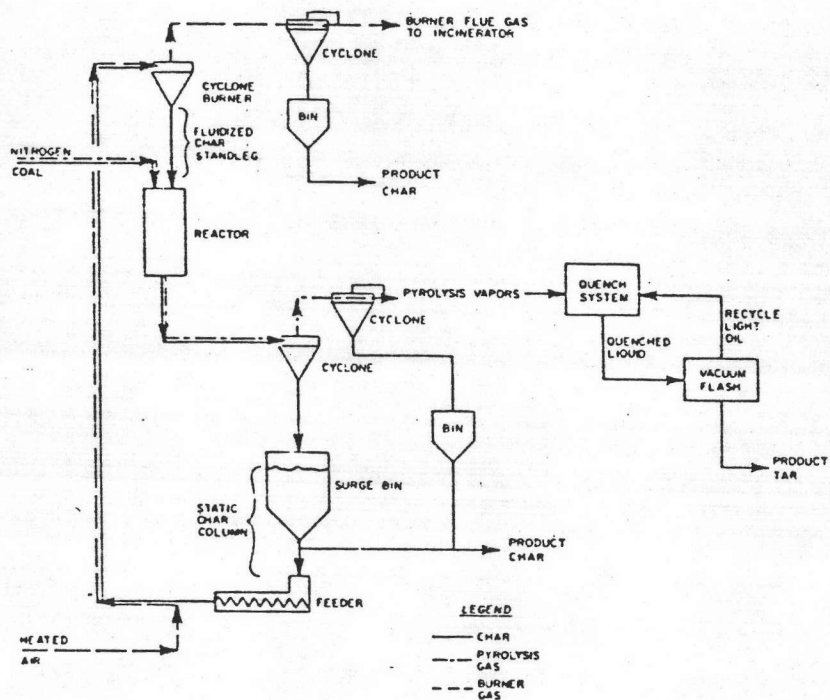 BURNER FLUE GAS
TO INCINERATOR
CYCLONE
CYCLONE
BURNER
BIN
FLUIDIZED
CHAR
STANDLEG
NITROGEN
COAL
PRODUCT
CHAR
REACTOR
PYROLYSIS VAPORS
QUENCH
SYSTEM
CYCLONE
RECYCLE
LIGHT
OIL
QUENCHED
LIQUID
CYCLONE
VACUUM
FLASH
BIN
PRODUCT
TAR
SURGE BIN
STATIC
CHAR
COLUMN
PRODUCT
CHAR
FEEDER
LEGEND
HEATED
AIR
CHAR
PYROLYSIS
GAS
BURNER
GAS